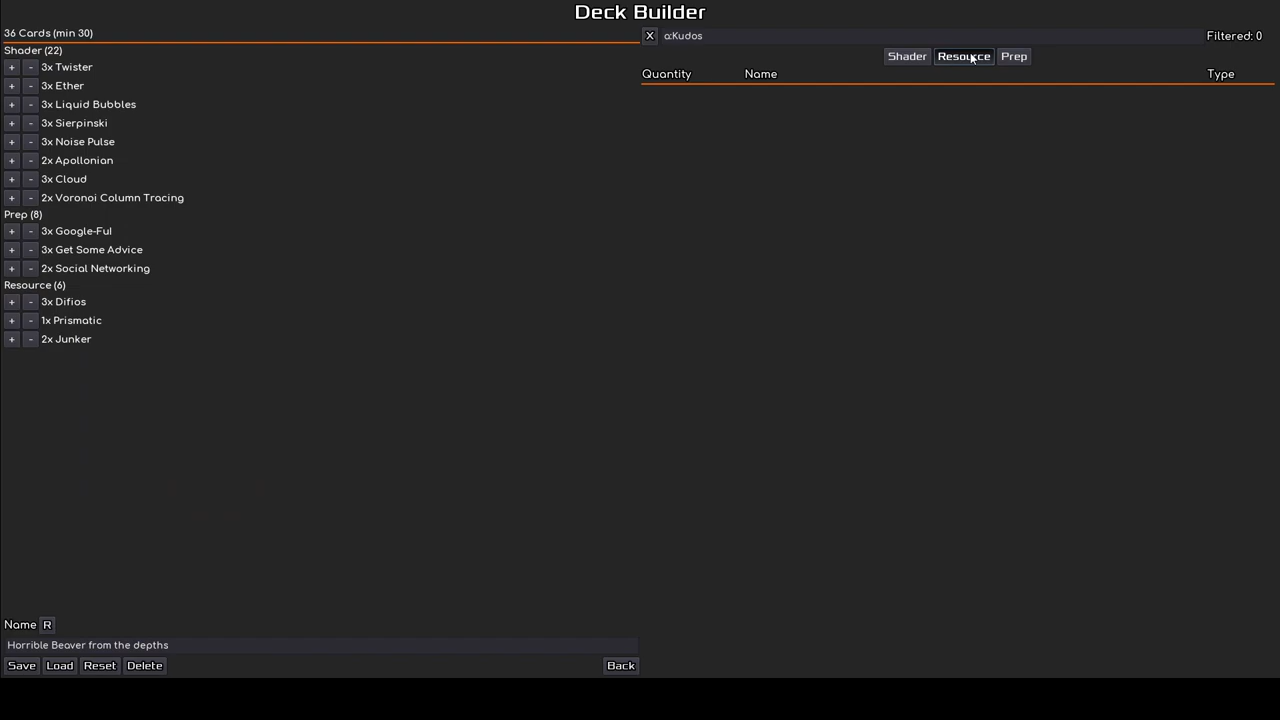 Deck Builder
36 Cards (min 30)
Shader (22)
+ - 3x Twister
+ - 3x Ether
+ - 3x Liquid Bubbles
+ - 3x Sierpinski
+ - 3x Noise Pulse
+ - 2x Apollonian
+ - 3x Cloud
+ - 2x Voronoi Column Tracing
Prep (8)
+ - 3x Google-Ful
+ - 3x Get Some Advice
+ - 2x Social Networking
Resource (6)
+ - 3x Difios
+ - 1x Prismatic
+ - 2x Junker
Name R
Horrible Beaver from the depths
Save Load Reset Delete Back
X a:Kudos Filtered: 0
Shader Resource Prep
Quantity Name Type